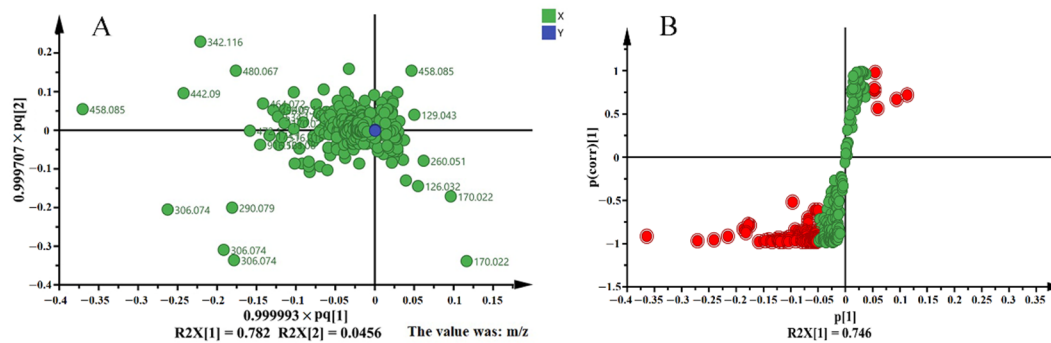 A
X
Y
B
0.2
0.1
0
−0.1
−0.2
−0.3
−0.4
0.999707 × pq[2]
342.116
480.067
458.085
442.09
464.072
458.085
129.043
260.051
126.032
170.022
306.074
290.079
306.074
306.074
170.022
−0.4 −0.35 −0.3 −0.25 −0.2 −0.15 −0.1 −0.05 0 0.05 0.1 0.15
0.999993 × pq[1]
R2X[1] = 0.782 R2X[2] = 0.0456 The value was: m/z
1
0.5
0
−0.5
−1
−1.5
p(corr)[1]
−0.4 −0.35 −0.3 −0.25 −0.2 −0.15 −0.1 −0.05 0 0.05 0.1 0.15 0.2 0.25 0.3 0.35
p[1]
R2X[1] = 0.746